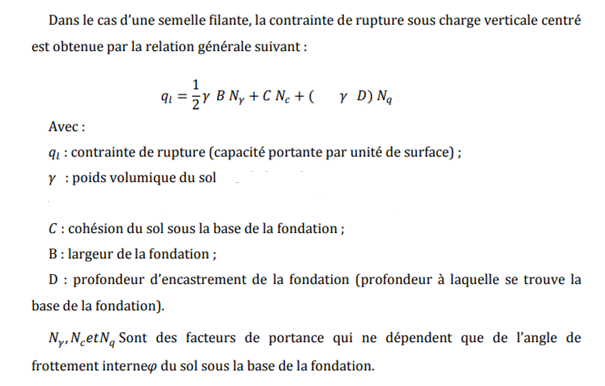 Dans le cas d'une semelle filante, la contrainte de rupture sous charge verticale centré
est obtenue par la relation générale suivant :
q_l = 1/2 γ B N_γ + C N_c + ( γ D) N_q
Avec :
q_l : contrainte de rupture (capacité portante par unité de surface) ;
γ : poids volumique du sol
C : cohésion du sol sous la base de la fondation ;
B : largeur de la fondation ;
D : profondeur d'encastrement de la fondation (profondeur à laquelle se trouve la
base de la fondation).
N_γ, N_c et N_q Sont des facteurs de portance qui ne dépendent que de l'angle de
frottement interneφ du sol sous la base de la fondation.